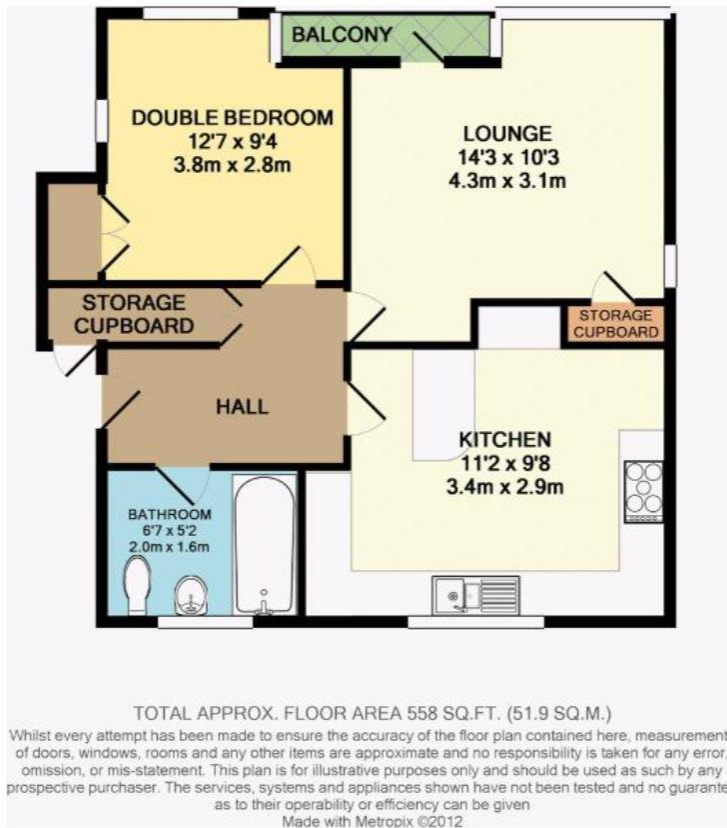 BALCONY
DOUBLE BEDROOM
12'7 x 9'4
3.8m x 2.8m
LOUNGE
14'3 x 10'3
4.3m x 3.1m
STORAGE
CUPBOARD
STORAGE
CUPBOARD
HALL
KITCHEN
11'2 x 9'8
3.4m x 2.9m
BATHROOM
6'7 x 5'2
2.0m x 1.6m
TOTAL APPROX. FLOOR AREA 558 SQ.FT. (51.9 SQ.M.)
Whilst every attempt has been made to ensure the accuracy of the floor plan contained here, measurement
of doors, windows, rooms and any other items are approximate and no responsibility is taken for any error,
omission, or mis-statement. This plan is for illustrative purposes only and should be used as such by any
prospective purchaser. The services, systems and appliances shown have not been tested and no guarante
as to their operability or efficiency can be given
Made with Metropix ©2012